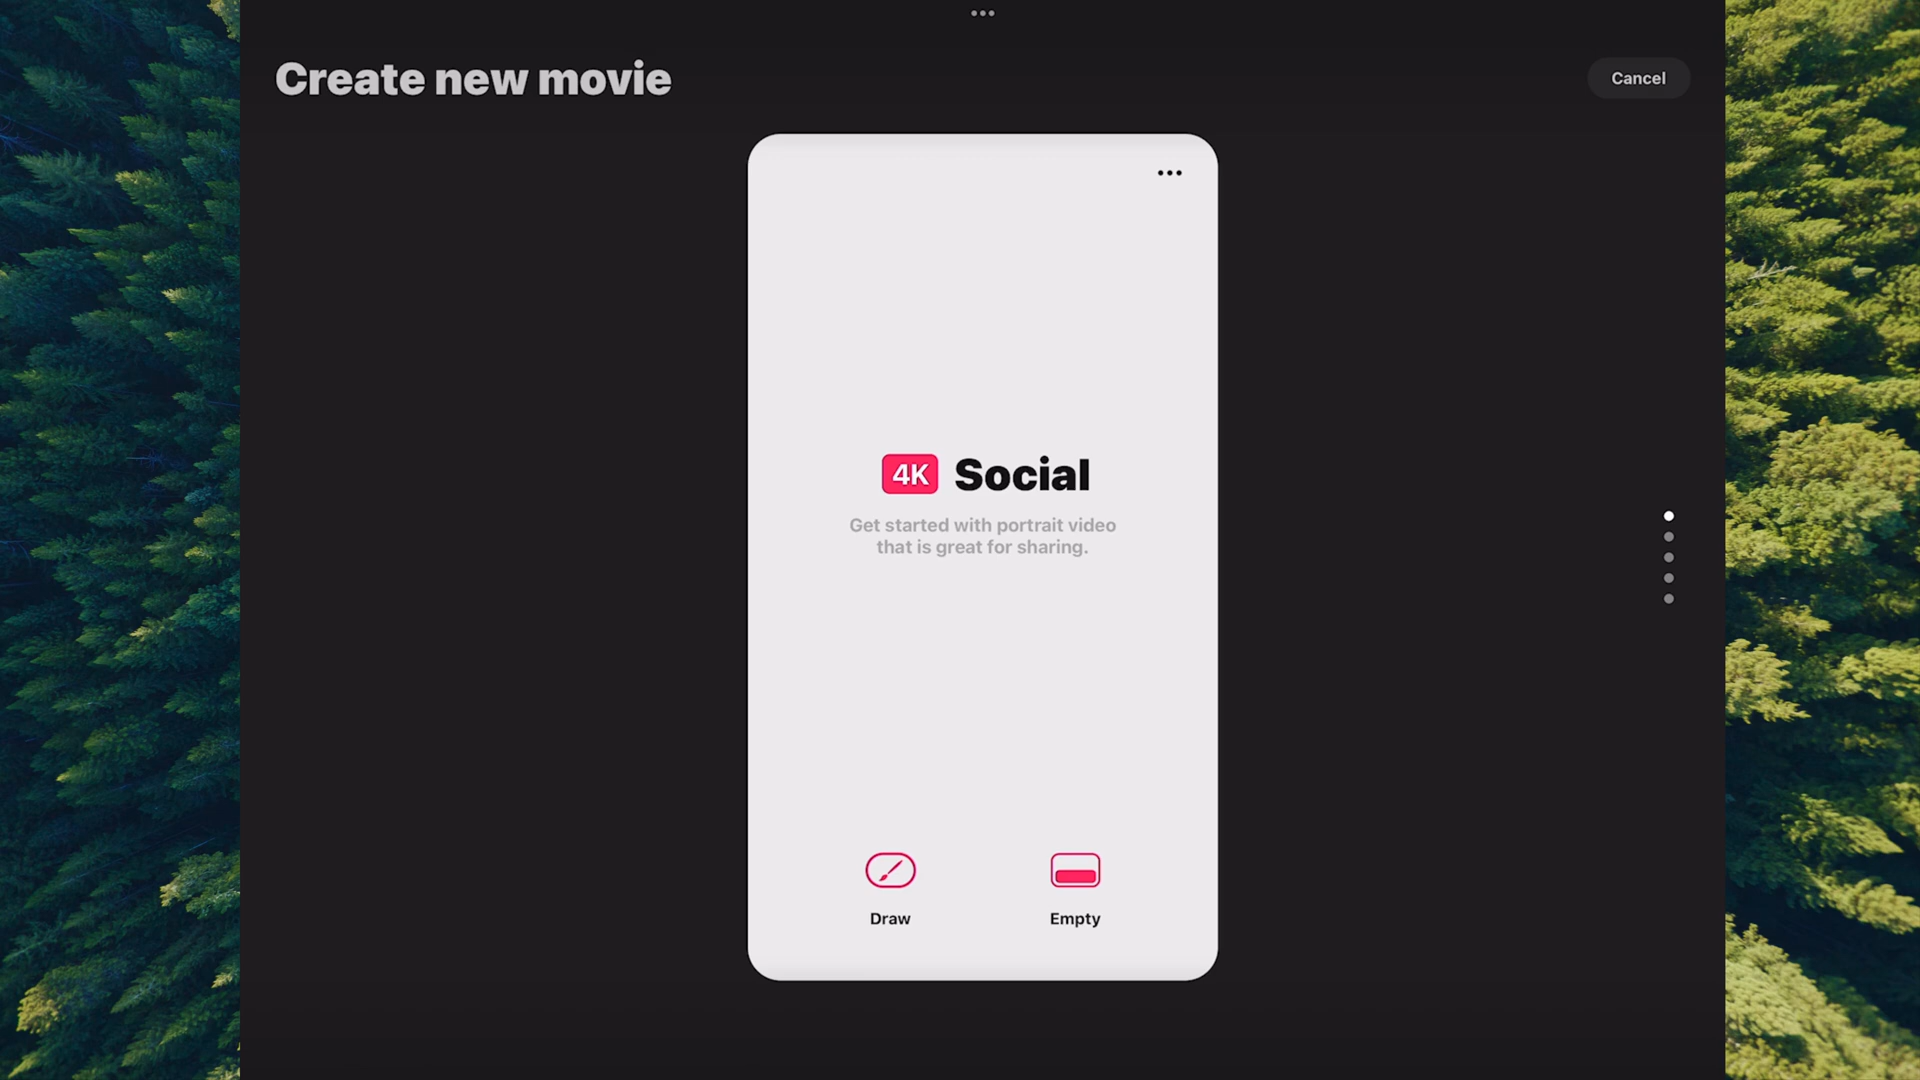 Create new movie
Cancel
4K Social
Get started with portrait video
that is great for sharing.
Draw
Empty